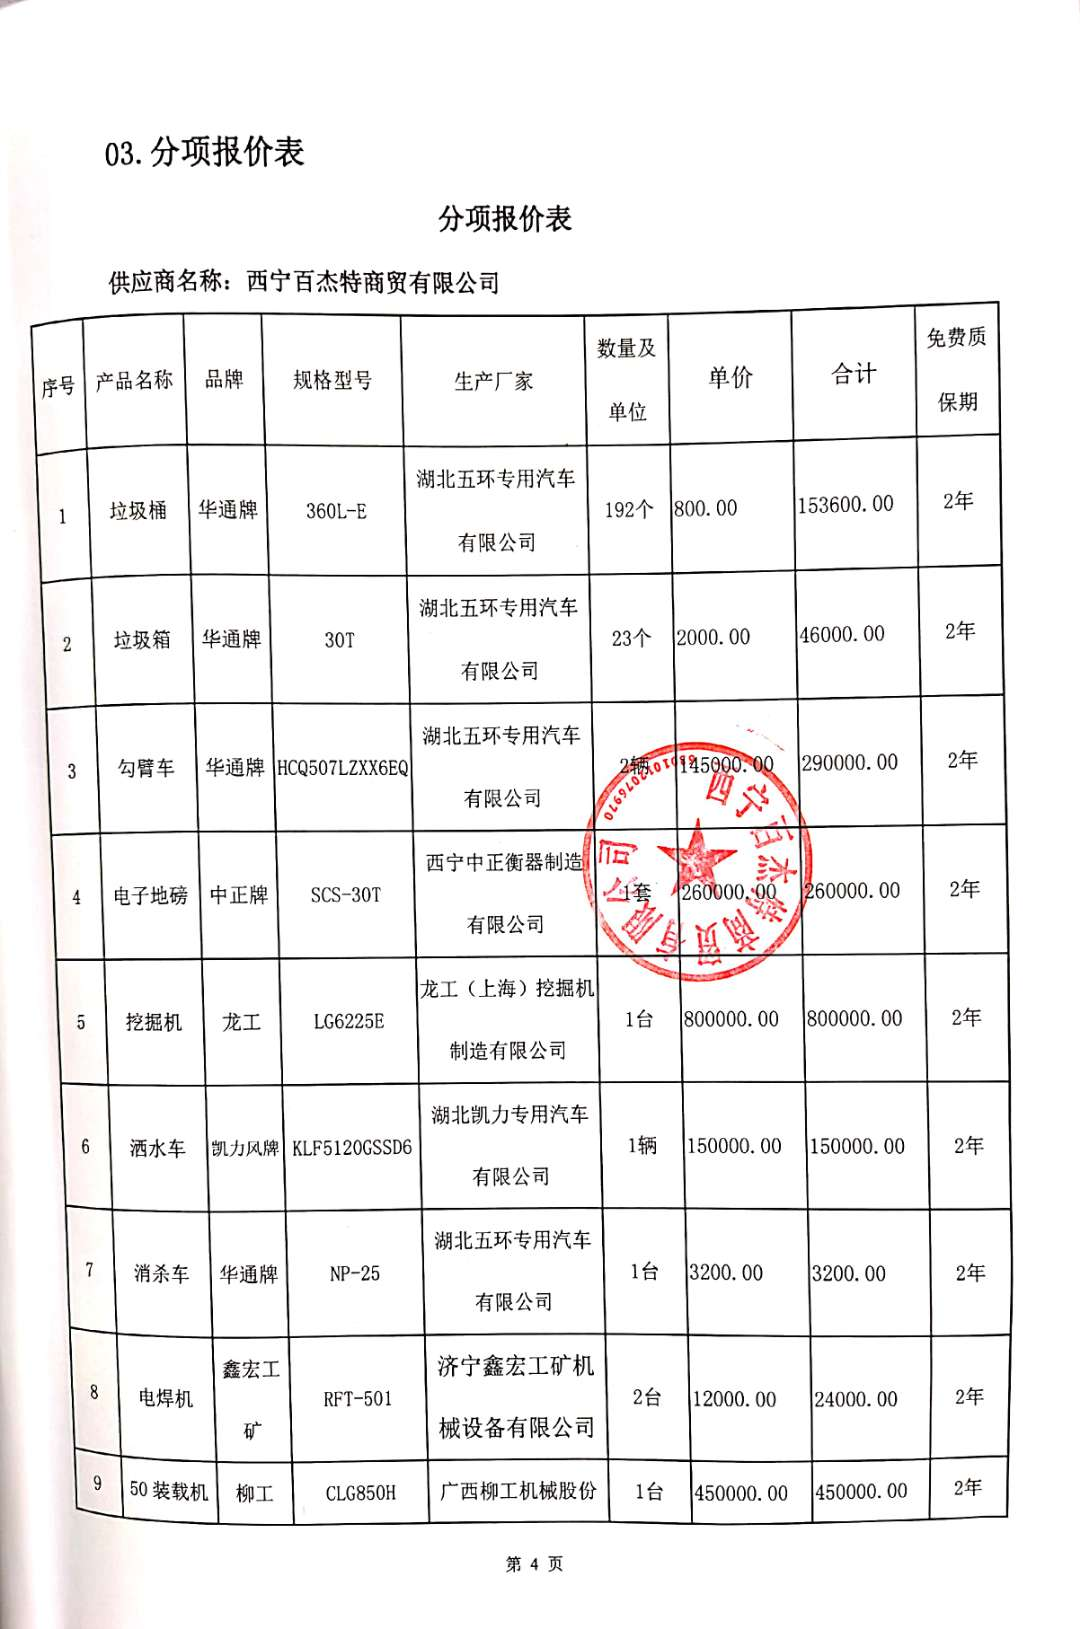 03.分项报价表
分项报价表
供应商名称：西宁百杰特商贸有限公司
序号 产品名称 品牌 规格型号 生产厂家 数量及单位 单价 合计 免费质保期
1 垃圾桶 华通牌 360L-E 湖北五环专用汽车有限公司 192个 800.00 153600.00 2年
2 垃圾箱 华通牌 30T 湖北五环专用汽车有限公司 23个 2000.00 46000.00 2年
3 勾臂车 华通牌 HCQ507LZXX6EQ 湖北五环专用汽车有限公司 2辆 145000.00 290000.00 2年
4 电子地磅 中正牌 SCS-30T 西宁中正衡器制造有限公司 1套 260000.00 260000.00 2年
5 挖掘机 龙工 LG6225E 龙工（上海）挖掘机制造有限公司 1台 800000.00 800000.00 2年
6 洒水车 凯力风牌 KLF5120GSSD6 湖北凯力专用汽车有限公司 1辆 150000.00 150000.00 2年
7 消杀车 华通牌 NP-25 湖北五环专用汽车有限公司 1台 3200.00 3200.00 2年
8 电焊机 鑫宏工矿 RFT-501 济宁鑫宏工矿机械设备有限公司 2台 12000.00 24000.00 2年
9 50装载机 柳工 CLG850H 广西柳工机械股份 1台 450000.00 450000.00 2年
西宁百杰特商贸有限公司
第 4 页